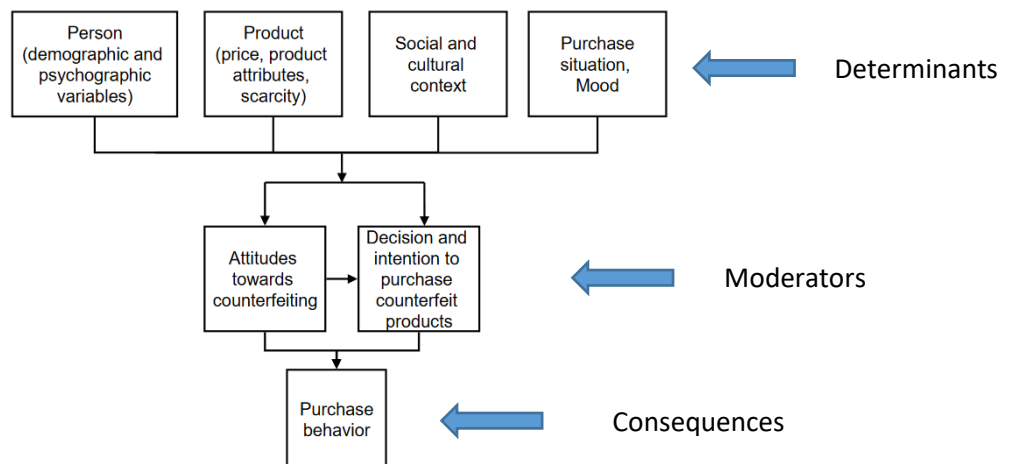 Person
(demographic and
psychographic
variables)
Product
(price, product
attributes,
scarcity)
Social and
cultural
context
Purchase
situation,
Mood
Determinants
Attitudes
towards
counterfeiting
Decision and
intention to
purchase
counterfeit
products
Moderators
Purchase
behavior
Consequences